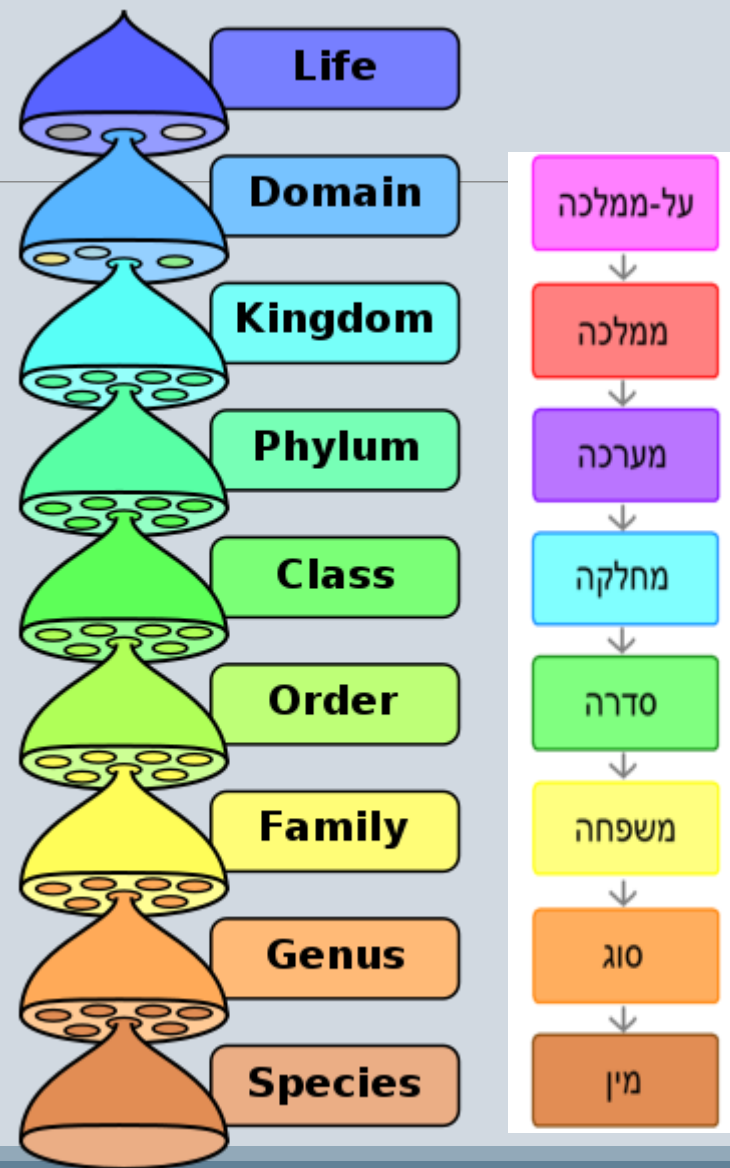 Life
Domain
על-ממלכה
Kingdom
ממלכה
Phylum
מערכה
Class
מחלקה
Order
סדרה
Family
משפחה
Genus
סוג
Species
מין